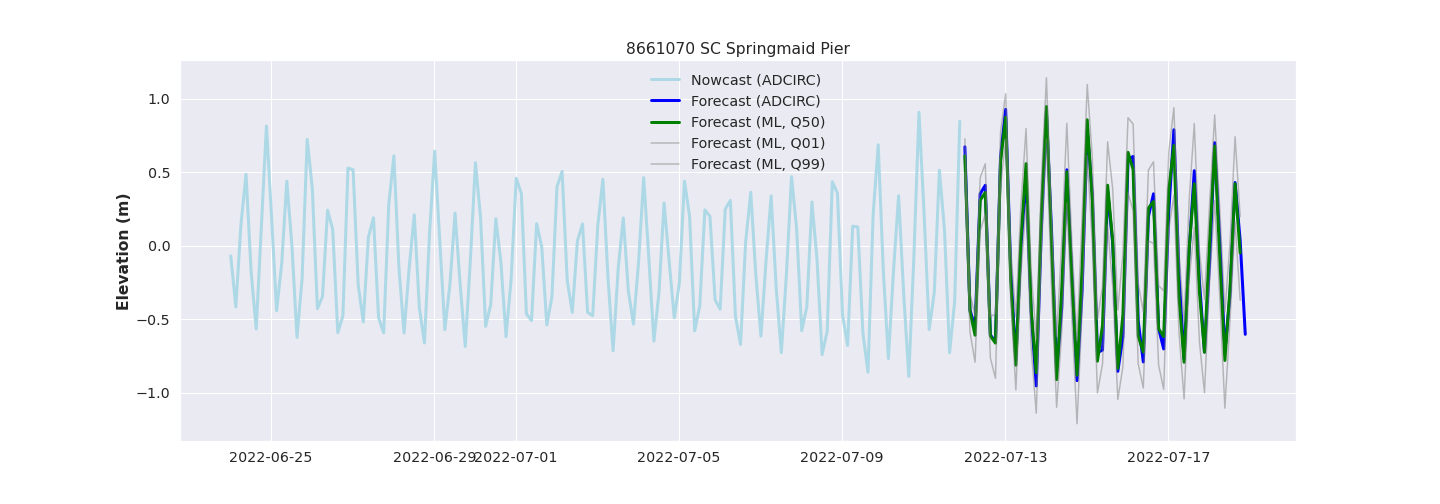 8661070 SC Springmaid Pier
Nowcast (ADCIRC)
Forecast (ADCIRC)
Forecast (ML, Q50)
Forecast (ML, Q01)
Forecast (ML, Q99)
Elevation (m)
1.0
0.5
0.0
−0.5
−1.0
2022-06-25 2022-06-29 2022-07-01 2022-07-05 2022-07-09 2022-07-13 2022-07-17